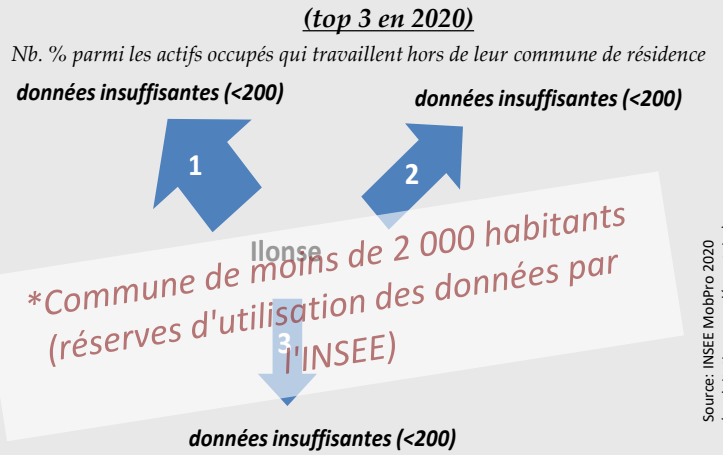 (top 3 en 2020)
Nb. % parmi les actifs occupés qui travaillent hors de leur commune de résidence
données insuffisantes (<200)
données insuffisantes (<200)
1
2
Ilonse
*Commune de moins de 2 000 habitants
(réserves d'utilisation des données par
l'INSEE)
3
données insuffisantes (<200)
Source: INSEE MobPro 2020